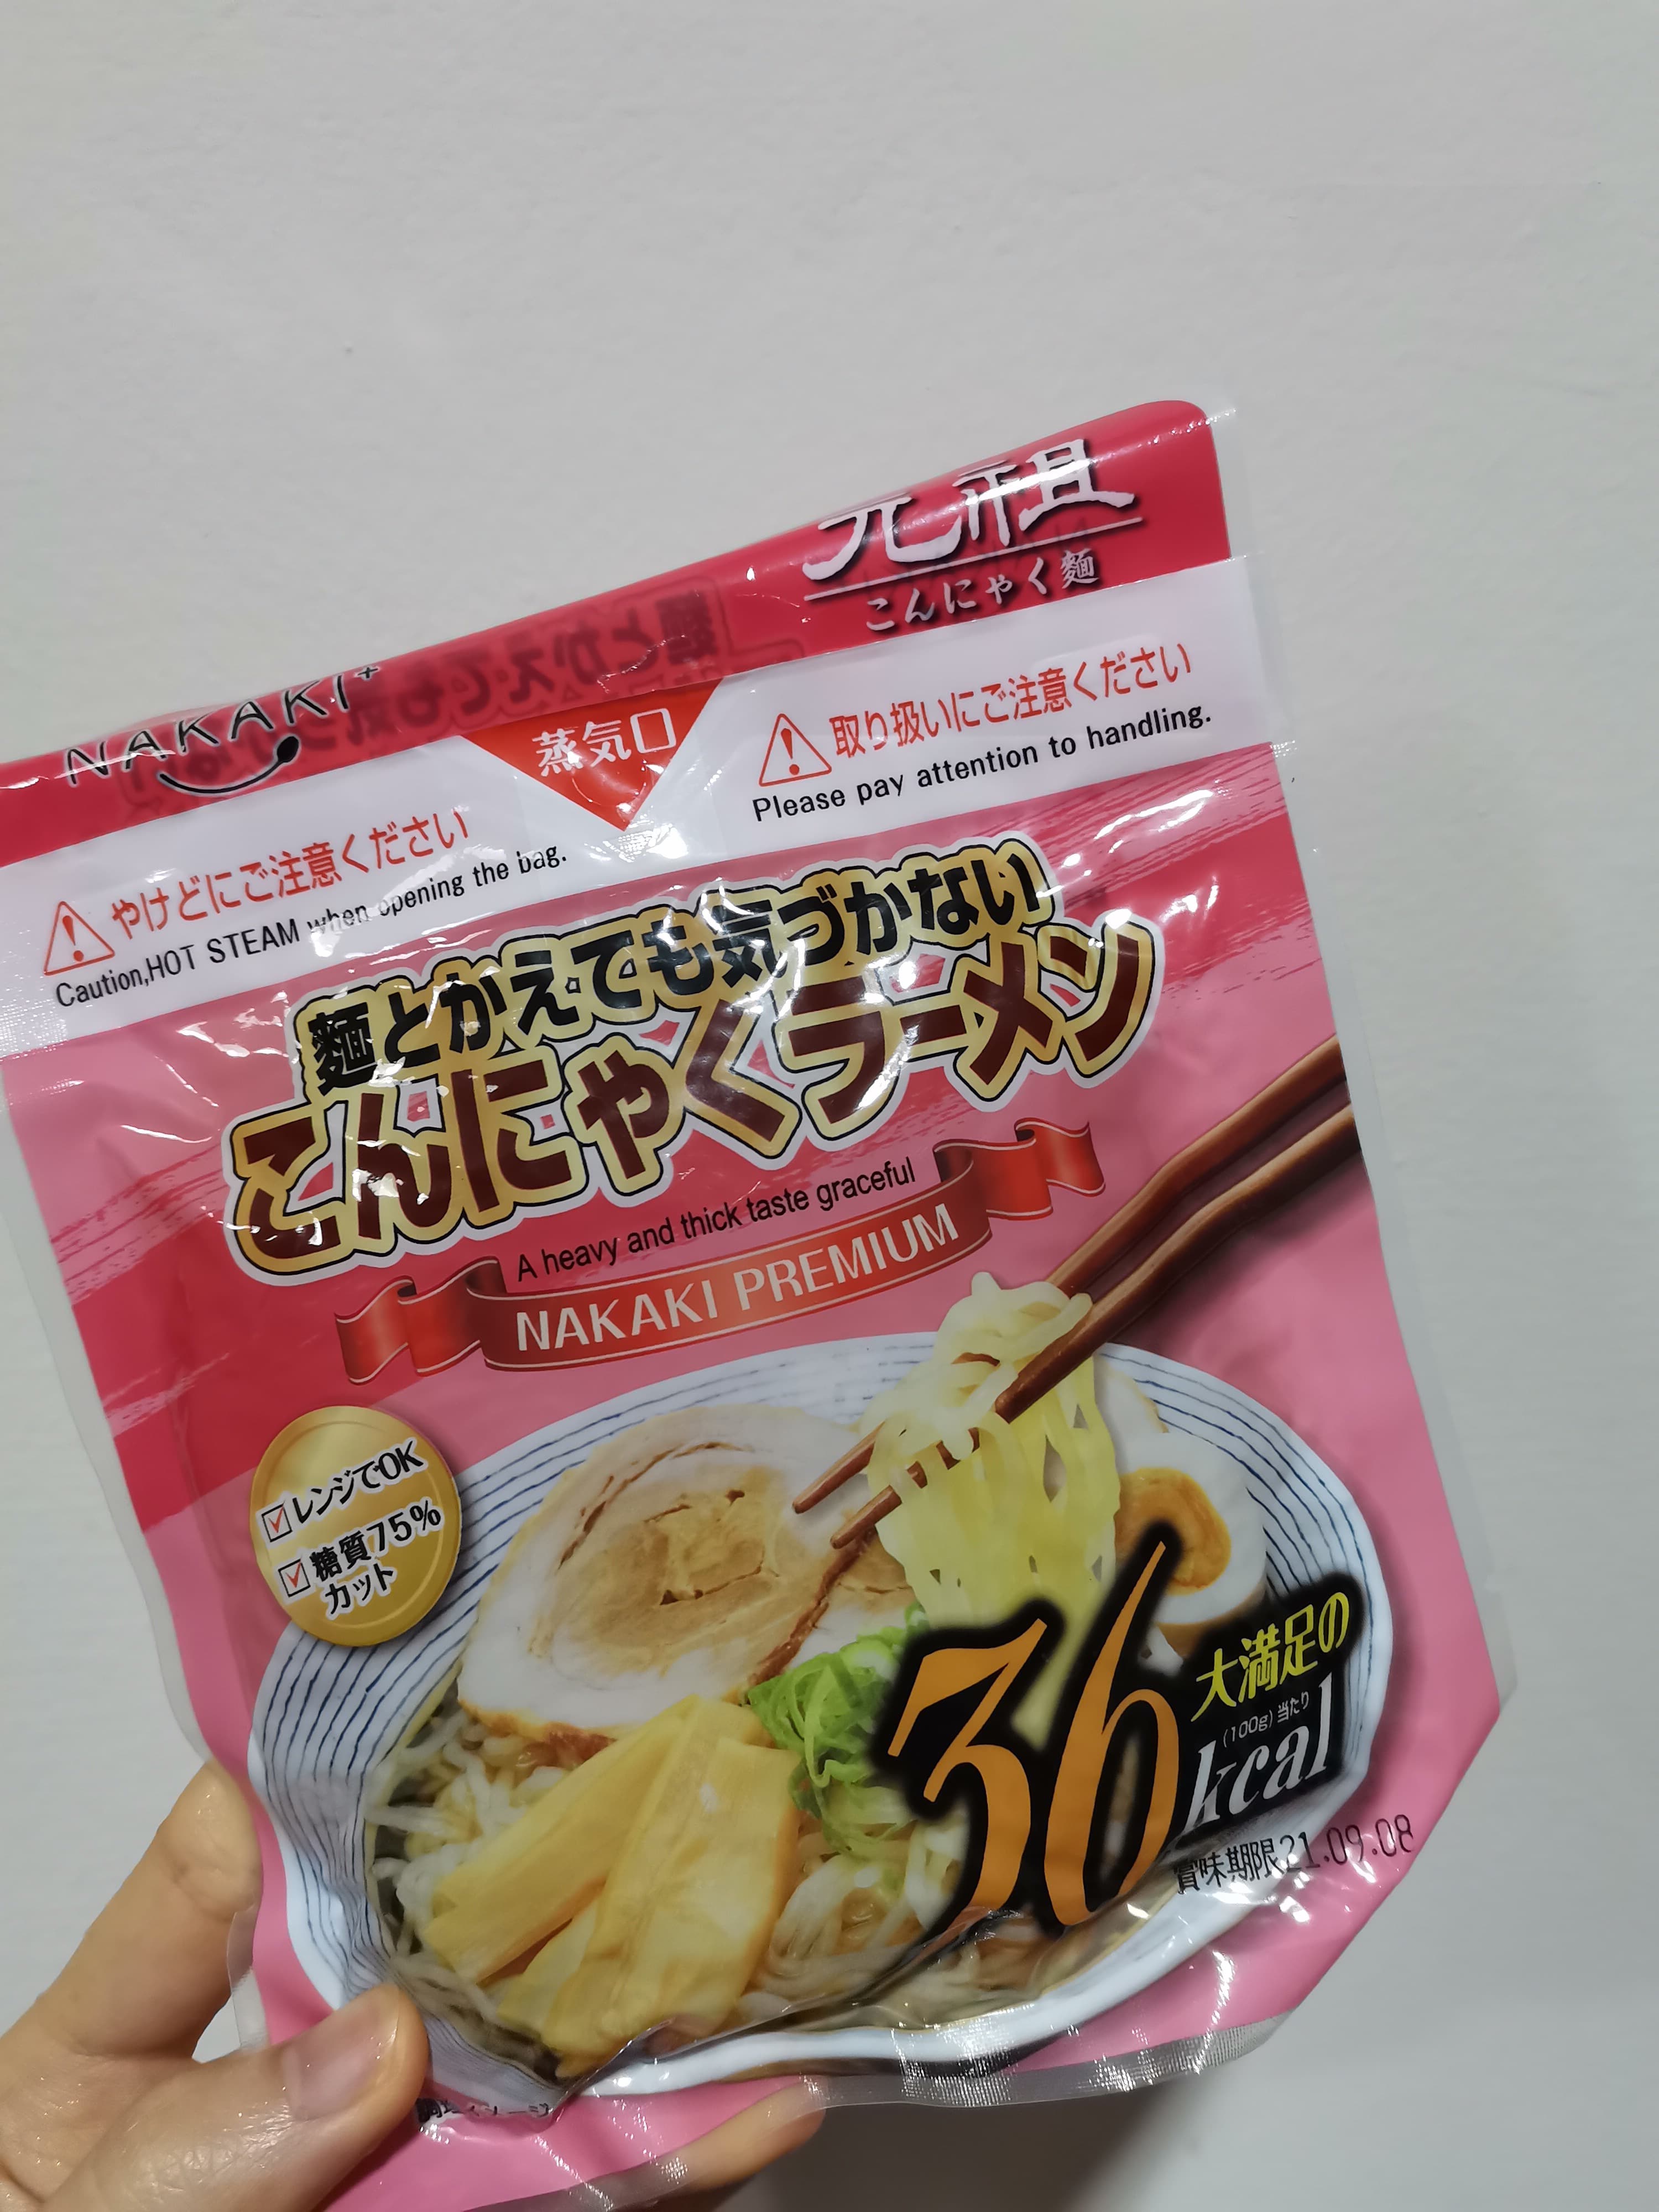 元祖
こんにゃく麺
NAKAKI+
蒸気口
取り扱いにご注意ください
Please pay attention to handling.
やけどにご注意ください
Caution,HOT STEAM when opening the bag.
麺とかえても気づかない
こんにゃくラーメン
A heavy and thick taste graceful
NAKAKI PREMIUM
レンジでOK
糖質75%
カット
大満足の
36
(100g)当たり
kcal
賞味期限21.09.08